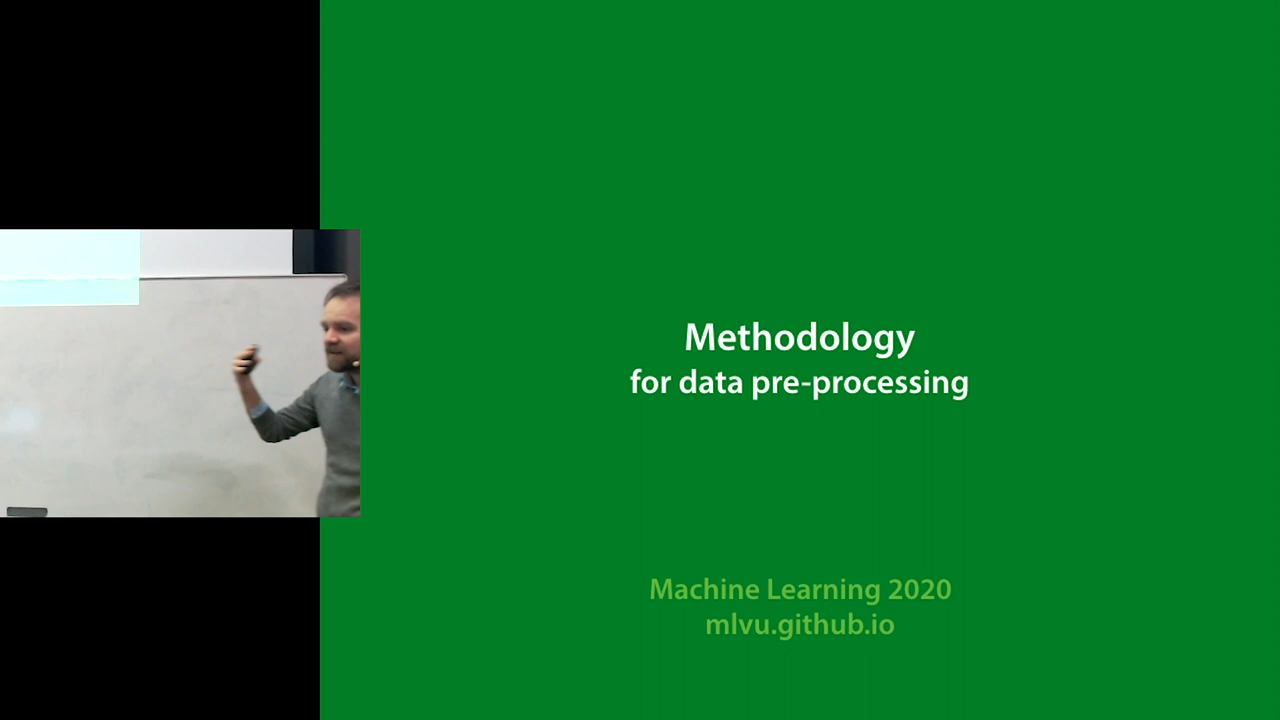 Methodology
for data pre-processing
Machine Learning 2020
mlvu.github.io